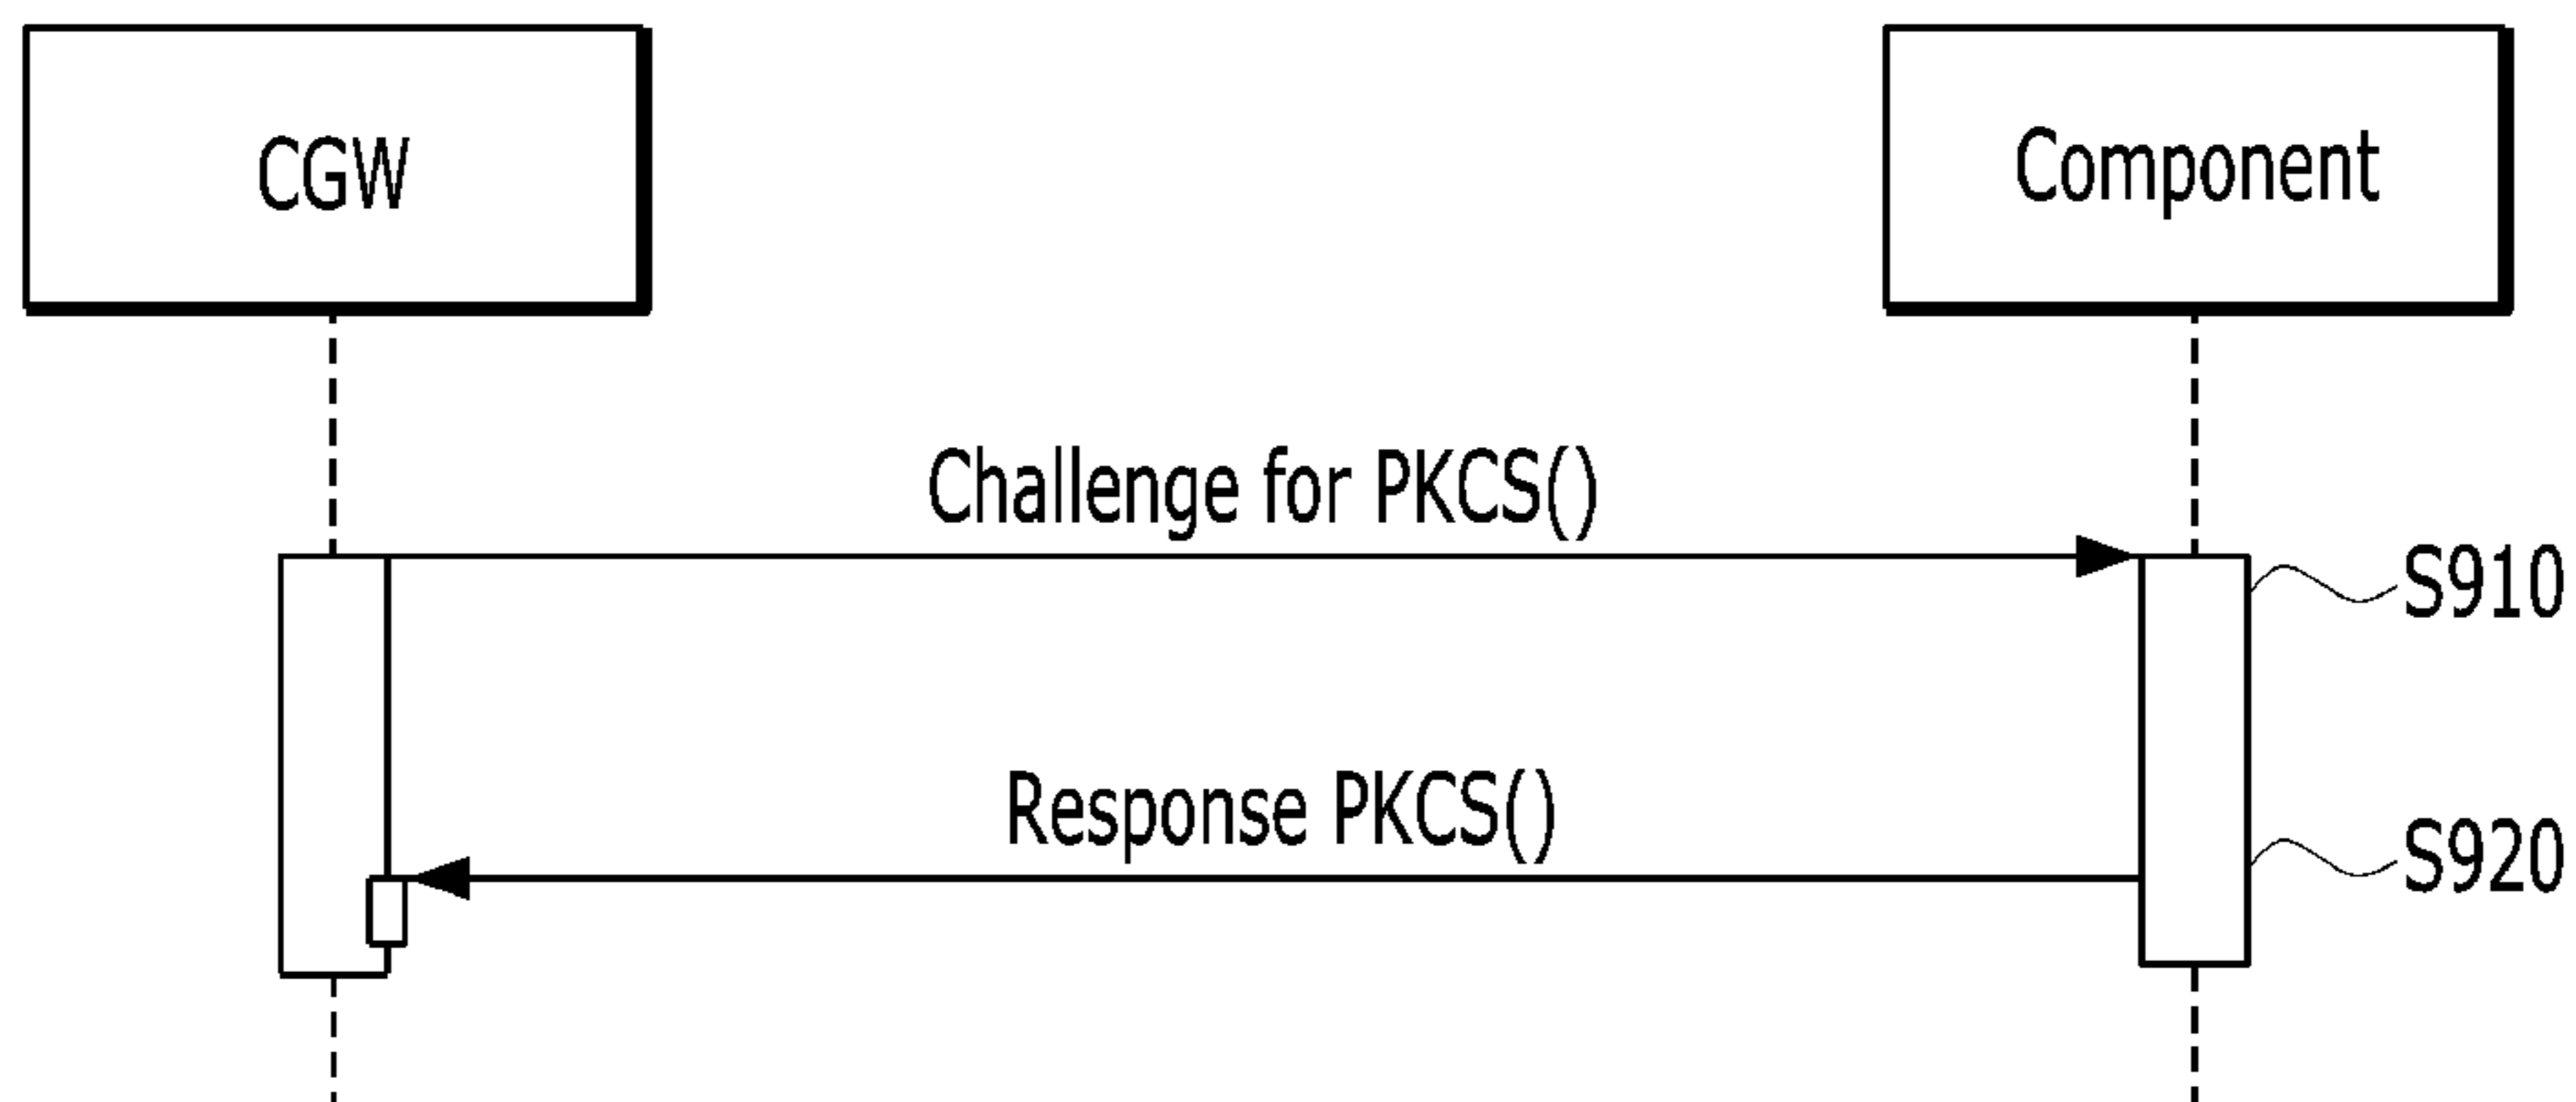 CGW
Component
Challenge for PKCS()
S910
Response PKCS()
S920